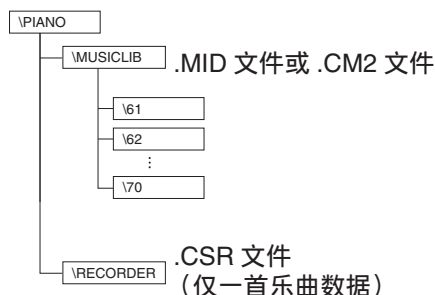 \PIANO
\MUSICLIB
.MID 文件或 .CM2 文件
\61
\62
⋮
\70
\RECORDER
.CSR 文件
（仅一首乐曲数据）